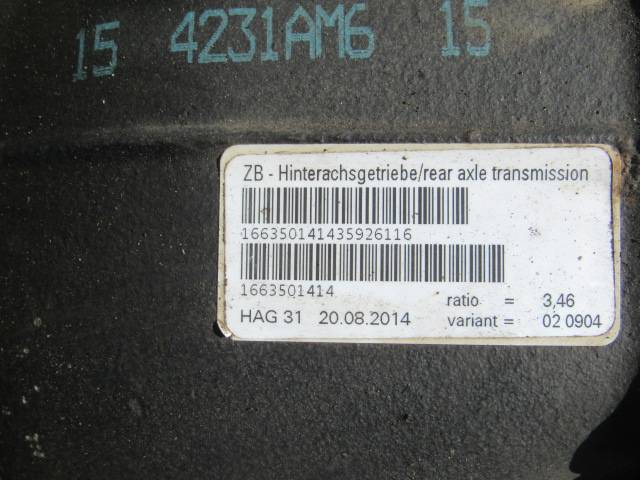 15 4231AM6 15
ZB - Hinterachsgetriebe/rear axle transmission
166350141435926116
1663501414
ratio = 3,46
HAG 31 20.08.2014 variant = 02 0904